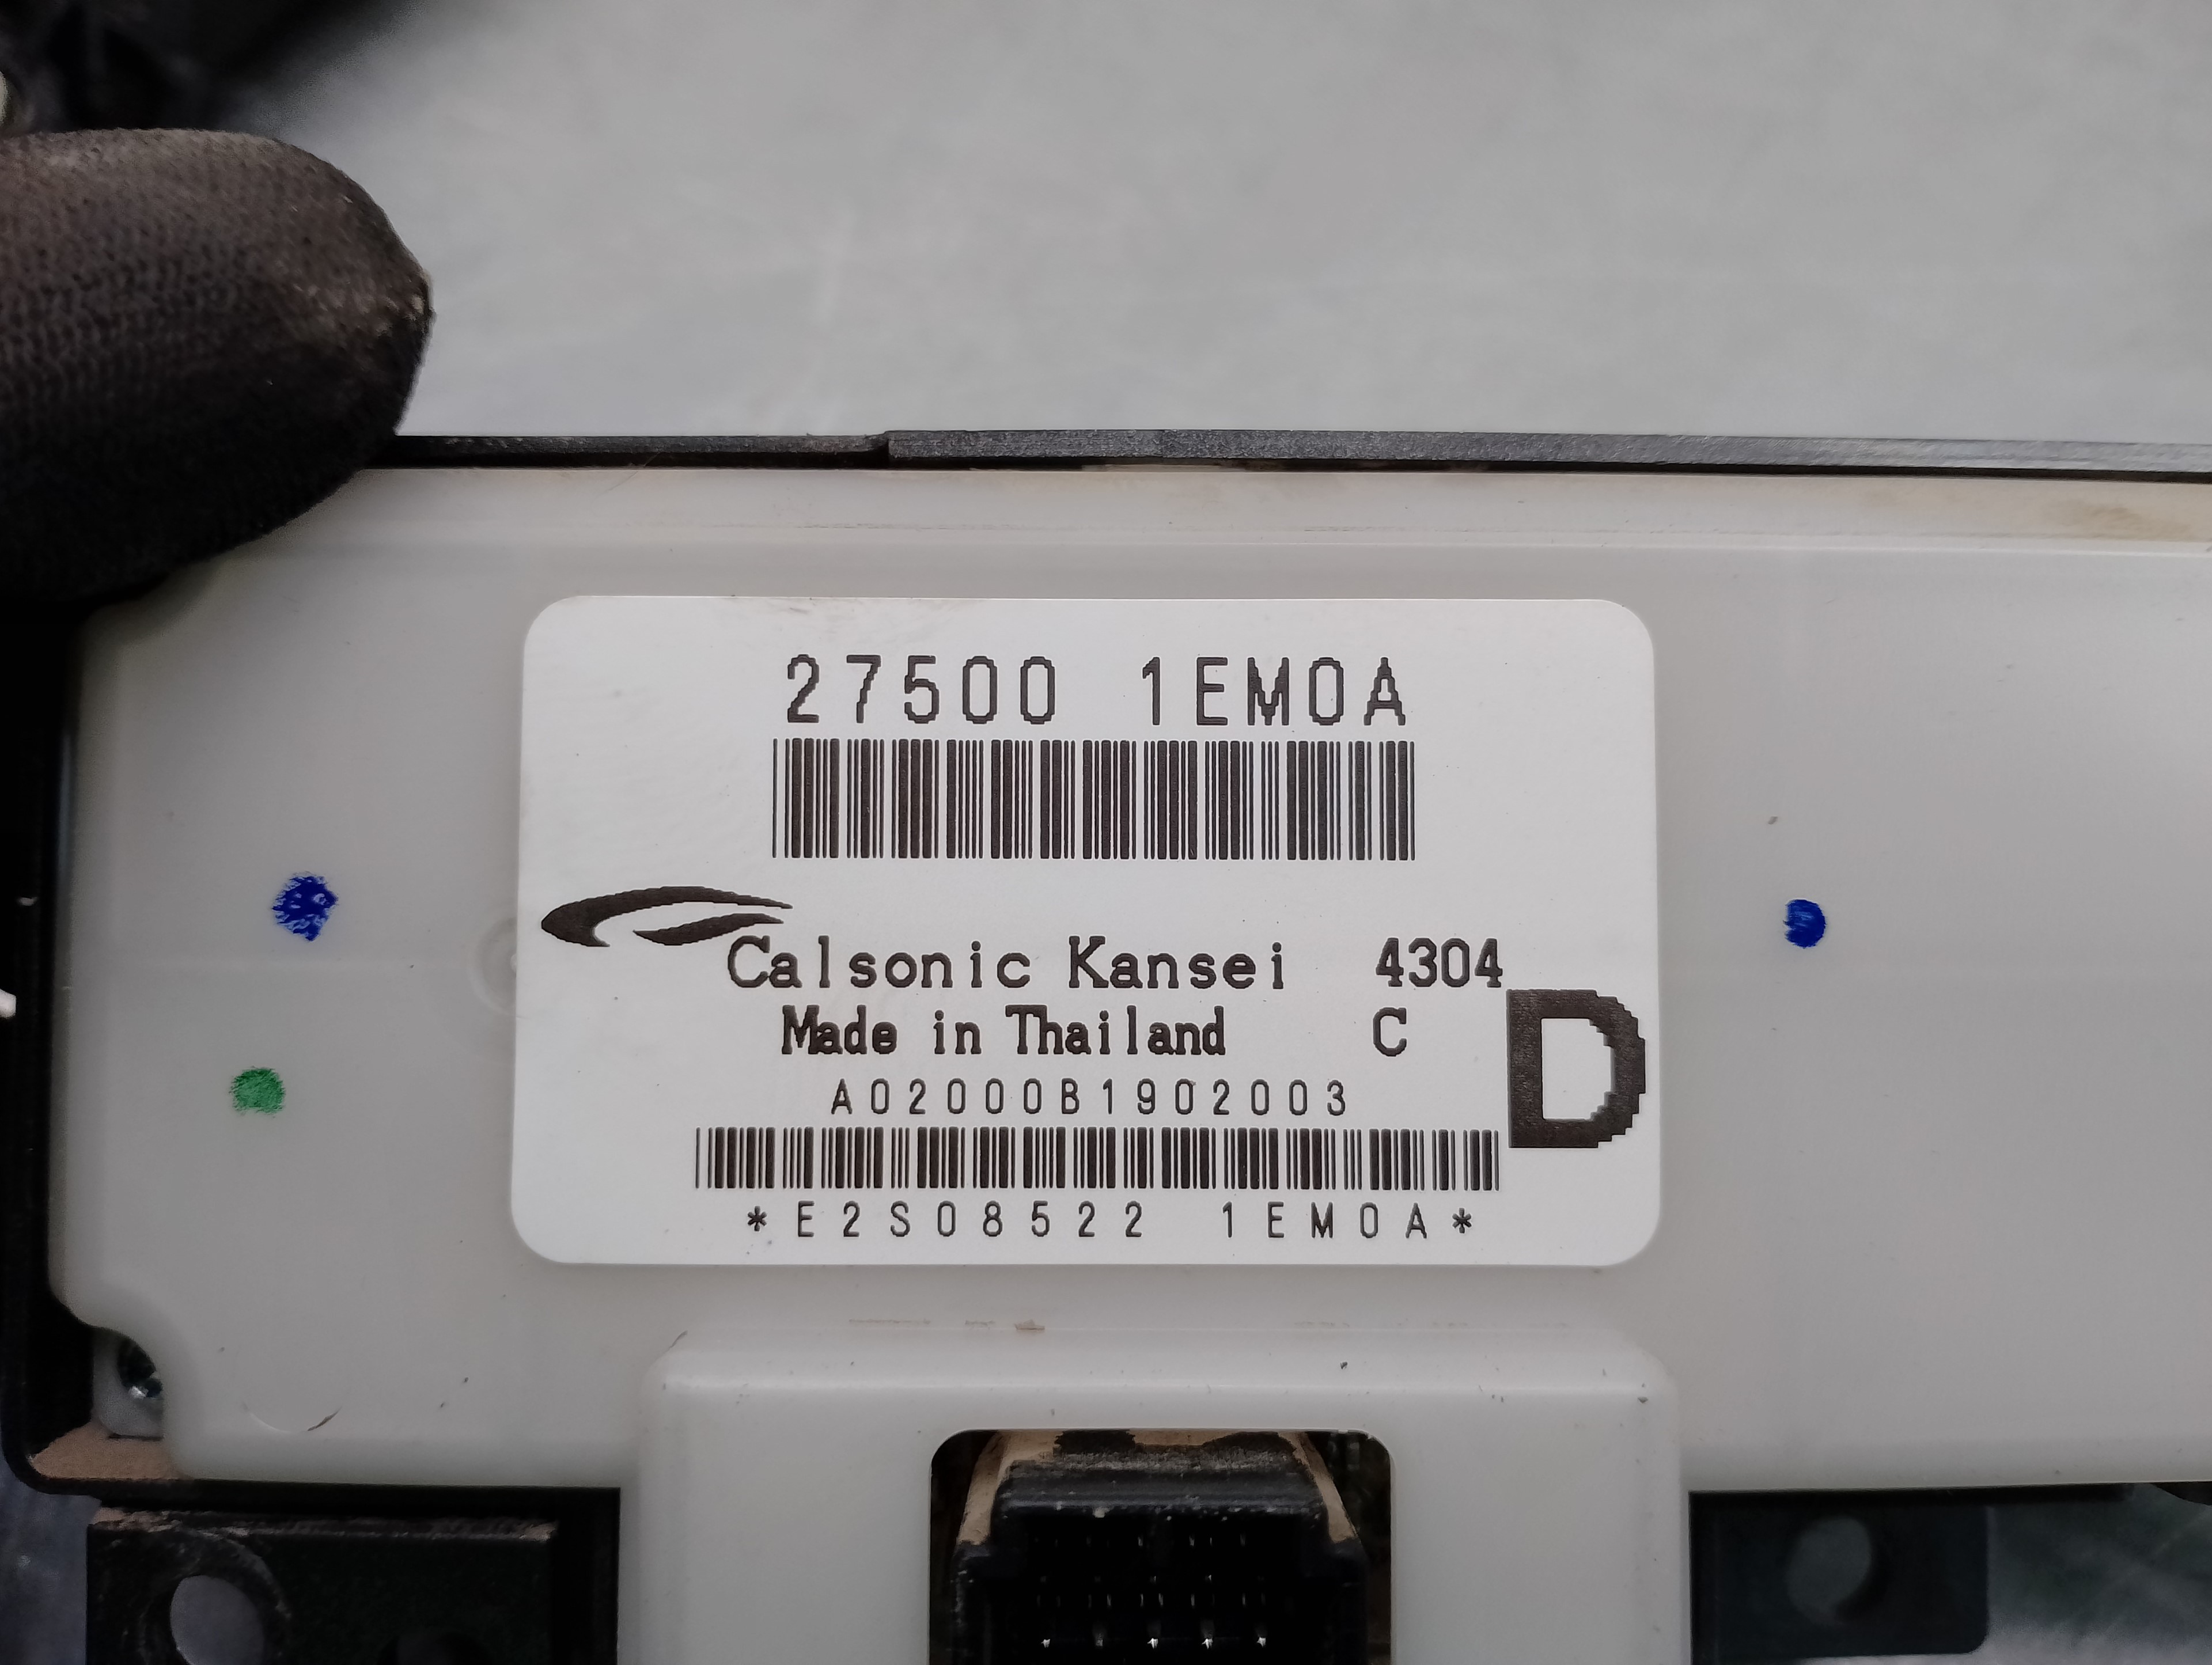 27500 1EM0A
Calsonic Kansei 4304
Made in Thailand C
D
A02000B1902003
*E2S08522 1EM0A*